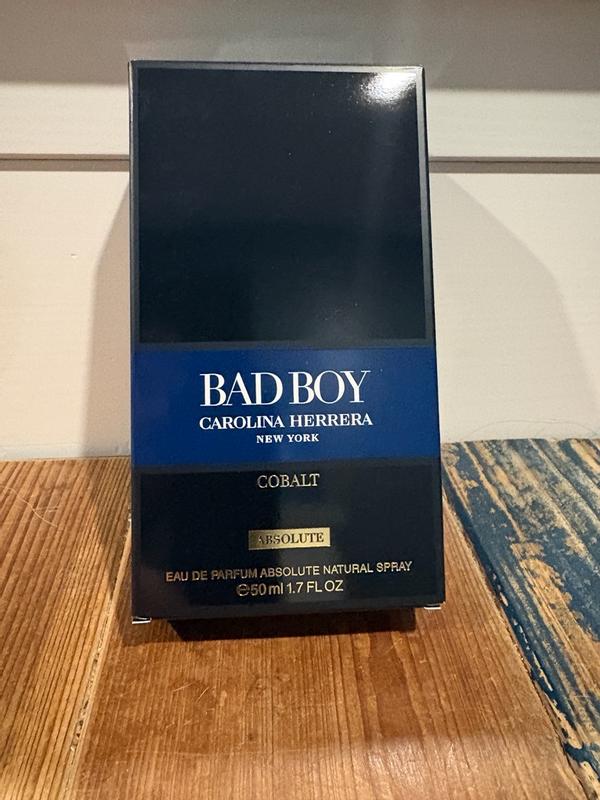 BAD BOY
CAROLINA HERRERA
NEW YORK
COBALT
ABSOLUTE
EAU DE PARFUM ABSOLUTE NATURAL SPRAY
℮50 ml 1.7 FL OZ